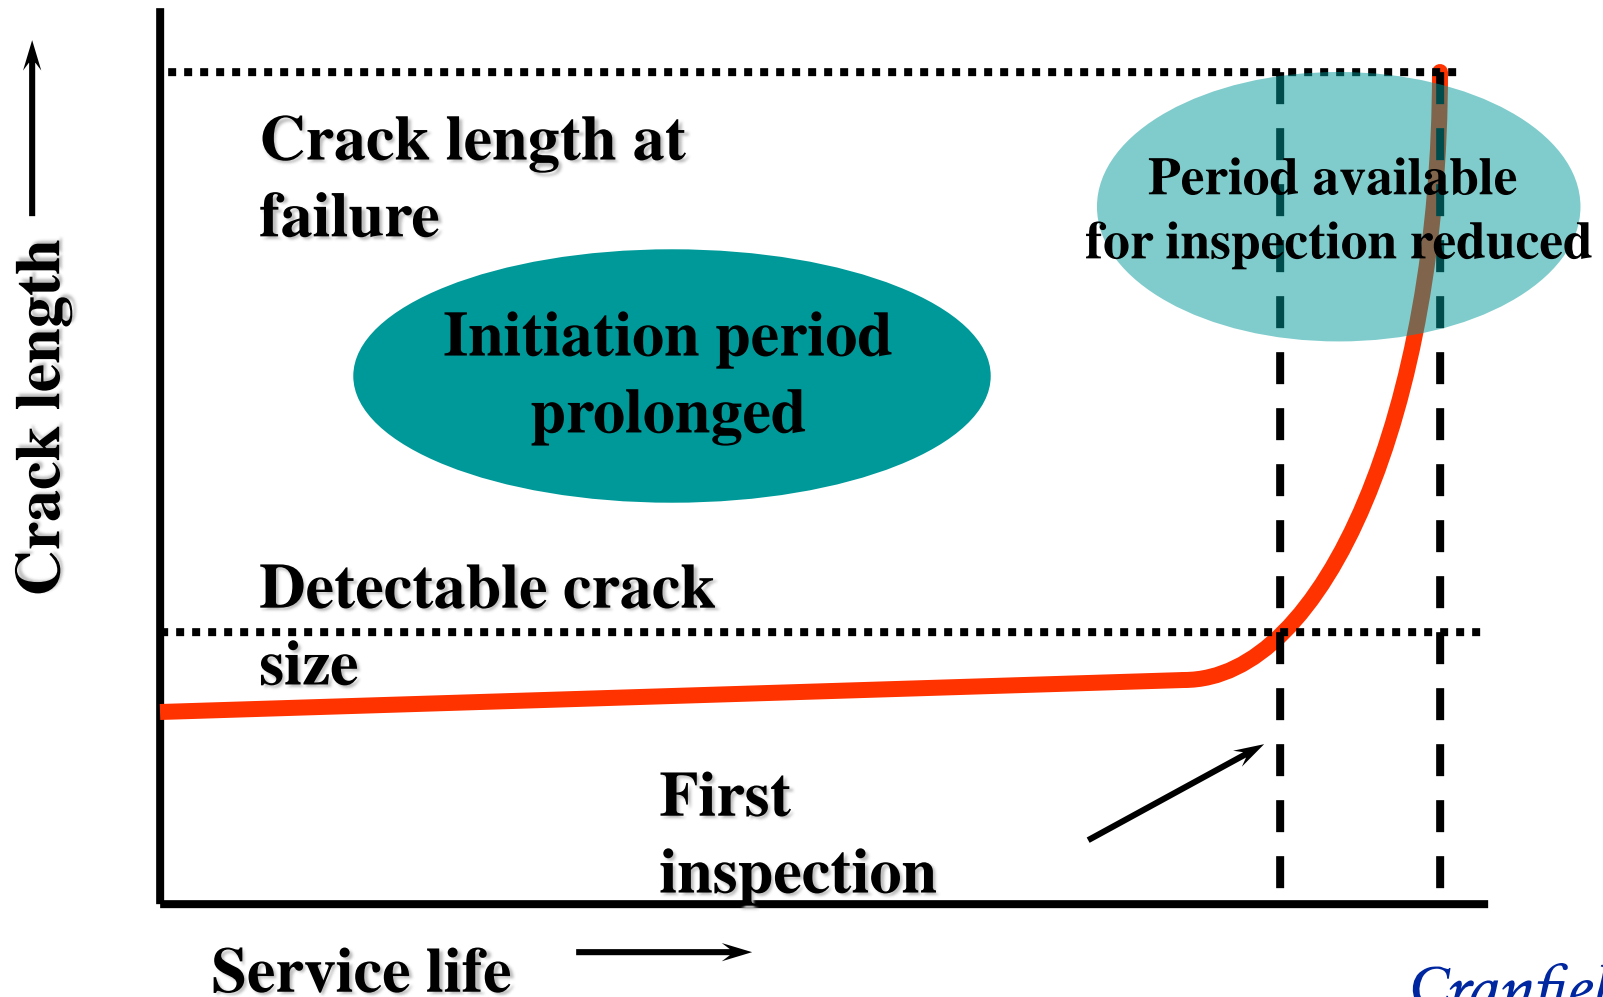 Crack length at
failure
Period available
for inspection reduced
Initiation period
prolonged
Crack length
Detectable crack
size
First
inspection
Service life